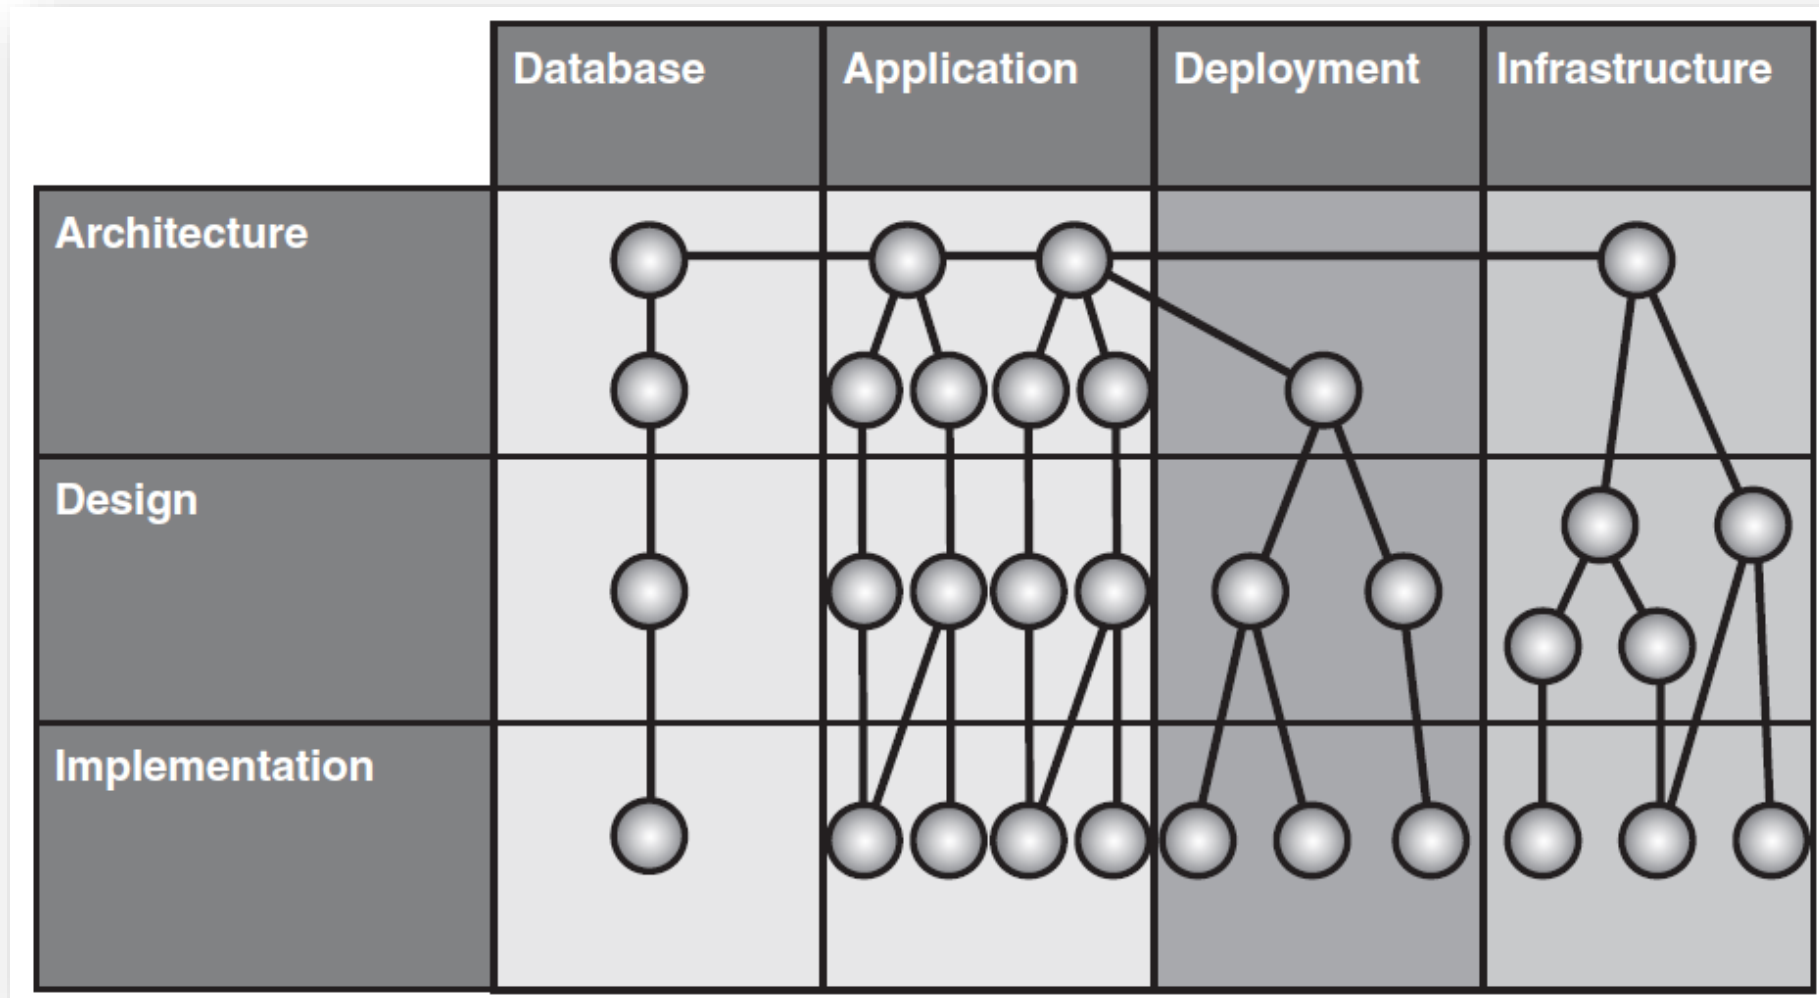 Database
Application
Deployment
Infrastructure
Architecture
Design
Implementation